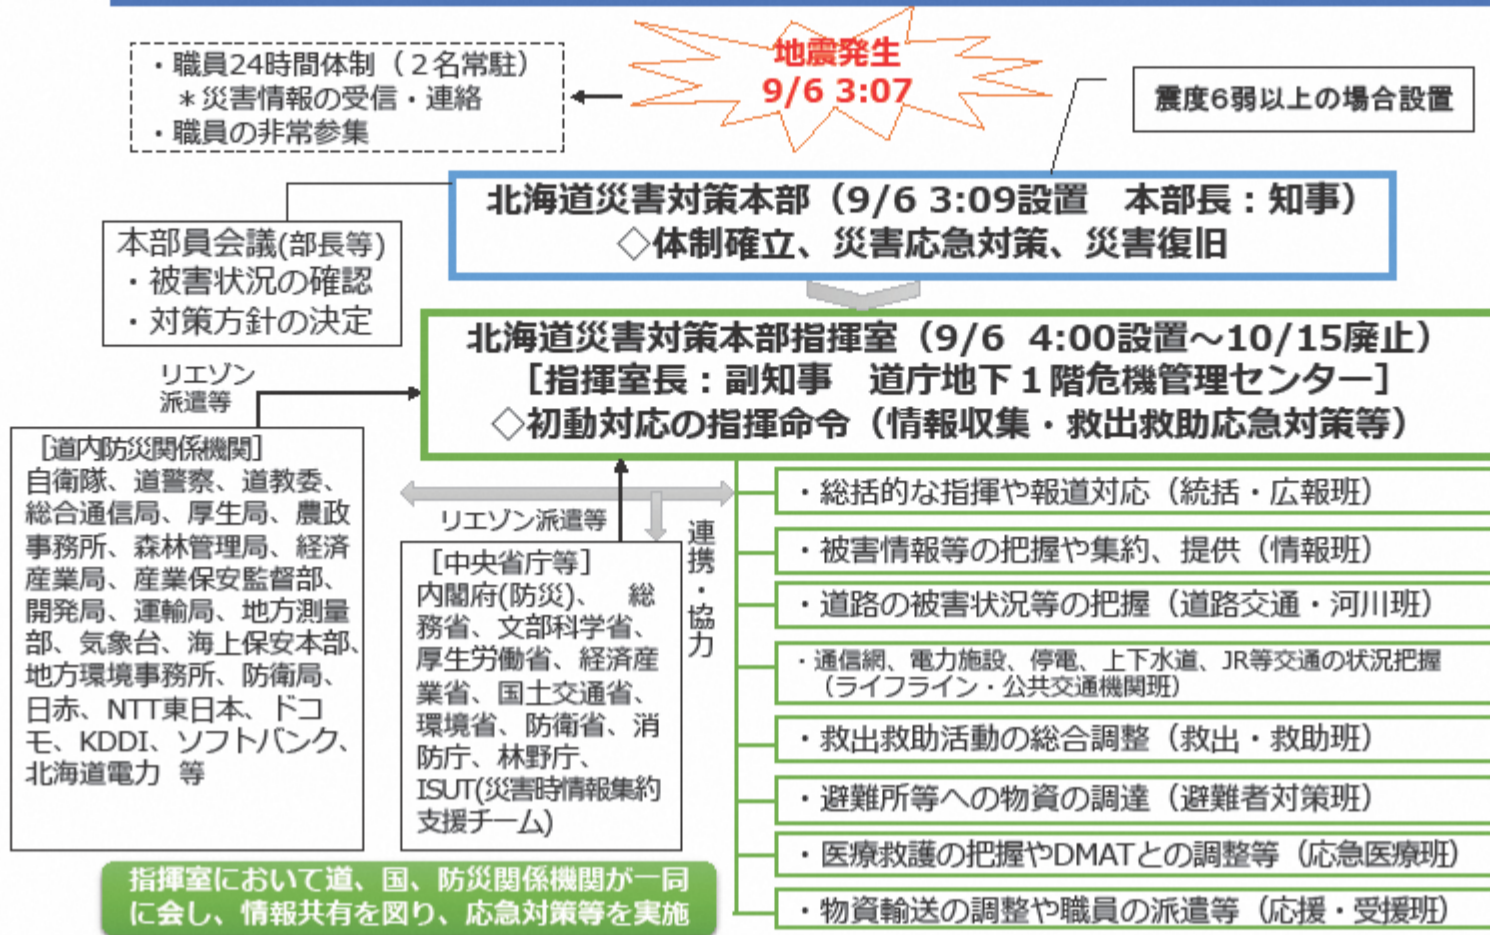 地震発生
9/6 3:07
・職員24時間体制（２名常駐）
＊災害情報の受信・連絡
・職員の非常参集
震度6弱以上の場合設置
北海道災害対策本部（9/6 3:09設置　本部長：知事）
◇体制確立、災害応急対策、災害復旧
本部員会議(部長等)
・被害状況の確認
・対策方針の決定
北海道災害対策本部指揮室（9/6 4:00設置～10/15廃止）
［指揮室長：副知事　道庁地下１階危機管理センター］
◇初動対応の指揮命令（情報収集・救出救助応急対策等）
リエゾン
派遣等
［道内防災関係機関］
自衛隊、道警察、道教委、
総合通信局、厚生局、農政
事務所、森林管理局、経済
産業局、産業保安監督部、
開発局、運輸局、地方測量
部、気象台、海上保安本部、
地方環境事務所、防衛局、
日赤、NTT東日本、ドコ
モ、KDDI、ソフトバンク、
北海道電力 等
リエゾン派遣等
［中央省庁等］
内閣府(防災)、　総
務省、文部科学省、
厚生労働省、経済産
業省、国土交通省、
環境省、防衛省、消
防庁、林野庁、
ISUT(災害時情報集約
支援チーム)
連携・協力
・総括的な指揮や報道対応（統括・広報班）
・被害情報等の把握や集約、提供（情報班）
・道路の被害状況等の把握（道路交通・河川班）
・通信網、電力施設、停電、上下水道、JR等交通の状況把握
（ライフライン・公共交通機関班）
・救出救助活動の総合調整（救出・救助班）
・避難所等への物資の調達（避難者対策班）
・医療救護の把握やDMATとの調整等（応急医療班）
・物資輸送の調整や職員の派遣等（応援・受援班）
指揮室において道、国、防災関係機関が一同
に会し、情報共有を図り、応急対策等を実施